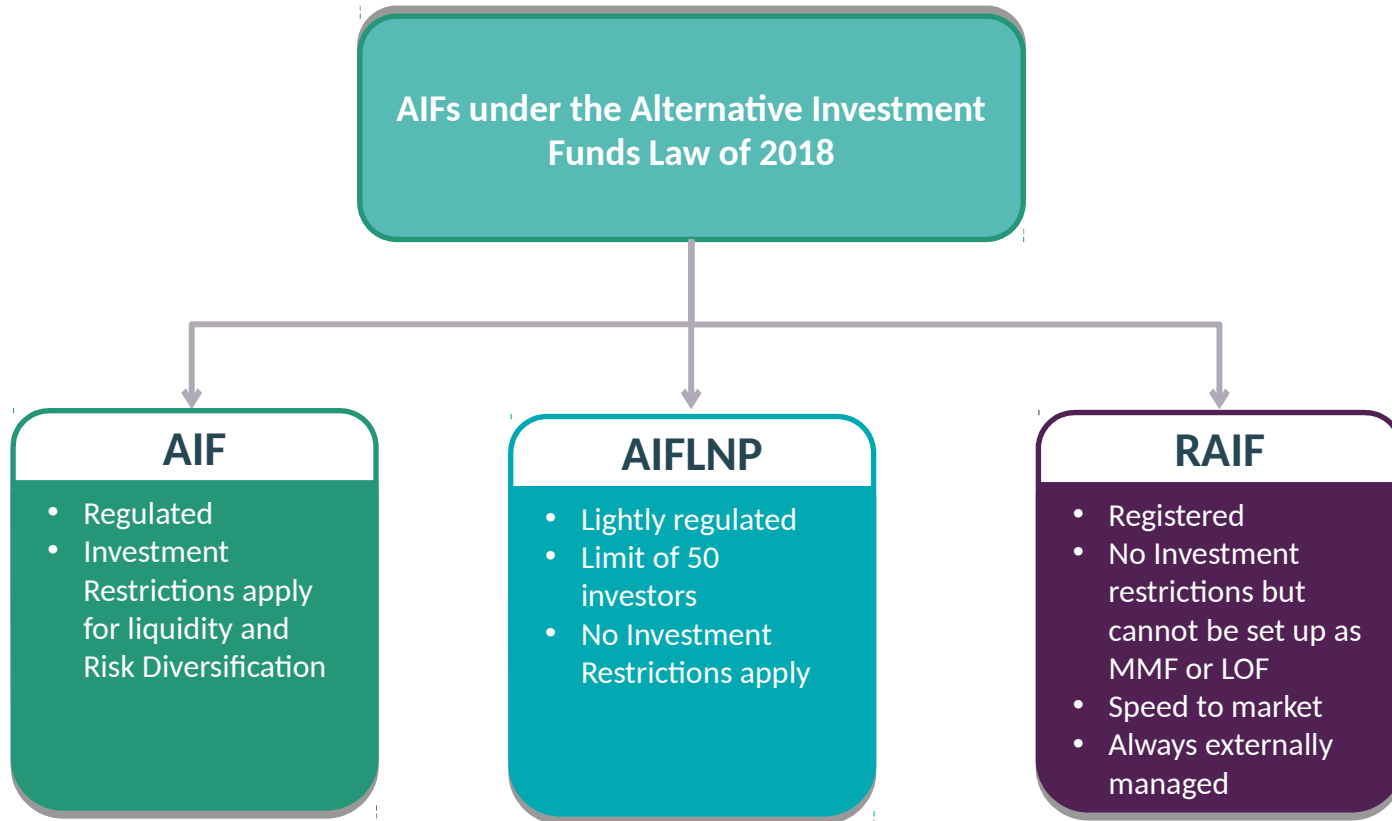 AIFs under the Alternative Investment
Funds Law of 2018
AIF
• Regulated
• Investment
Restrictions apply
for liquidity and
Risk Diversification
AIFLNP
• Lightly regulated
• Limit of 50
investors
• No Investment
Restrictions apply
RAIF
• Registered
• No Investment
restrictions but
cannot be set up as
MMF or LOF
• Speed to market
• Always externally
managed